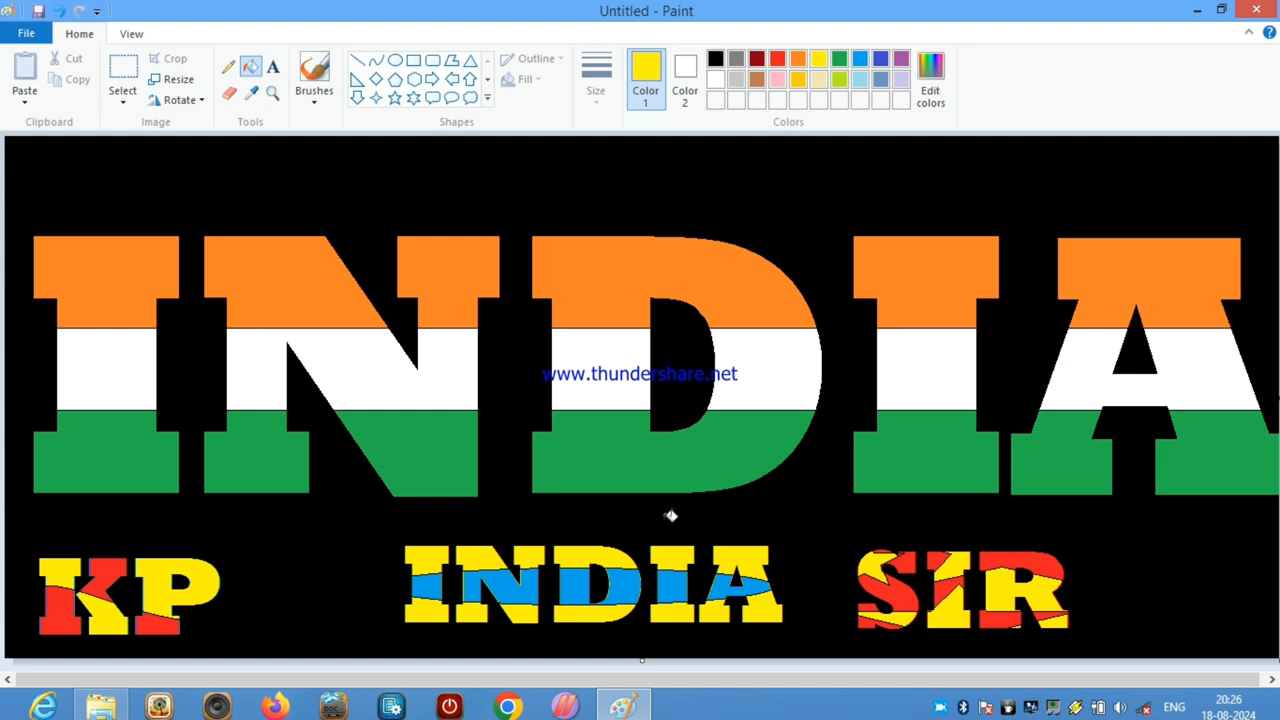 Untitled - Paint
File Home View
Cut
Copy
Paste
Clipboard
Select
Crop
Resize
Rotate
Image
A
Tools
Brushes
Outline
Fill
Shapes
Size
Color 1
Color 2
Edit colors
Colors
INDIA
www.thundershare.net
KP INDIA SIR
ENG
20:26
18-08-2024